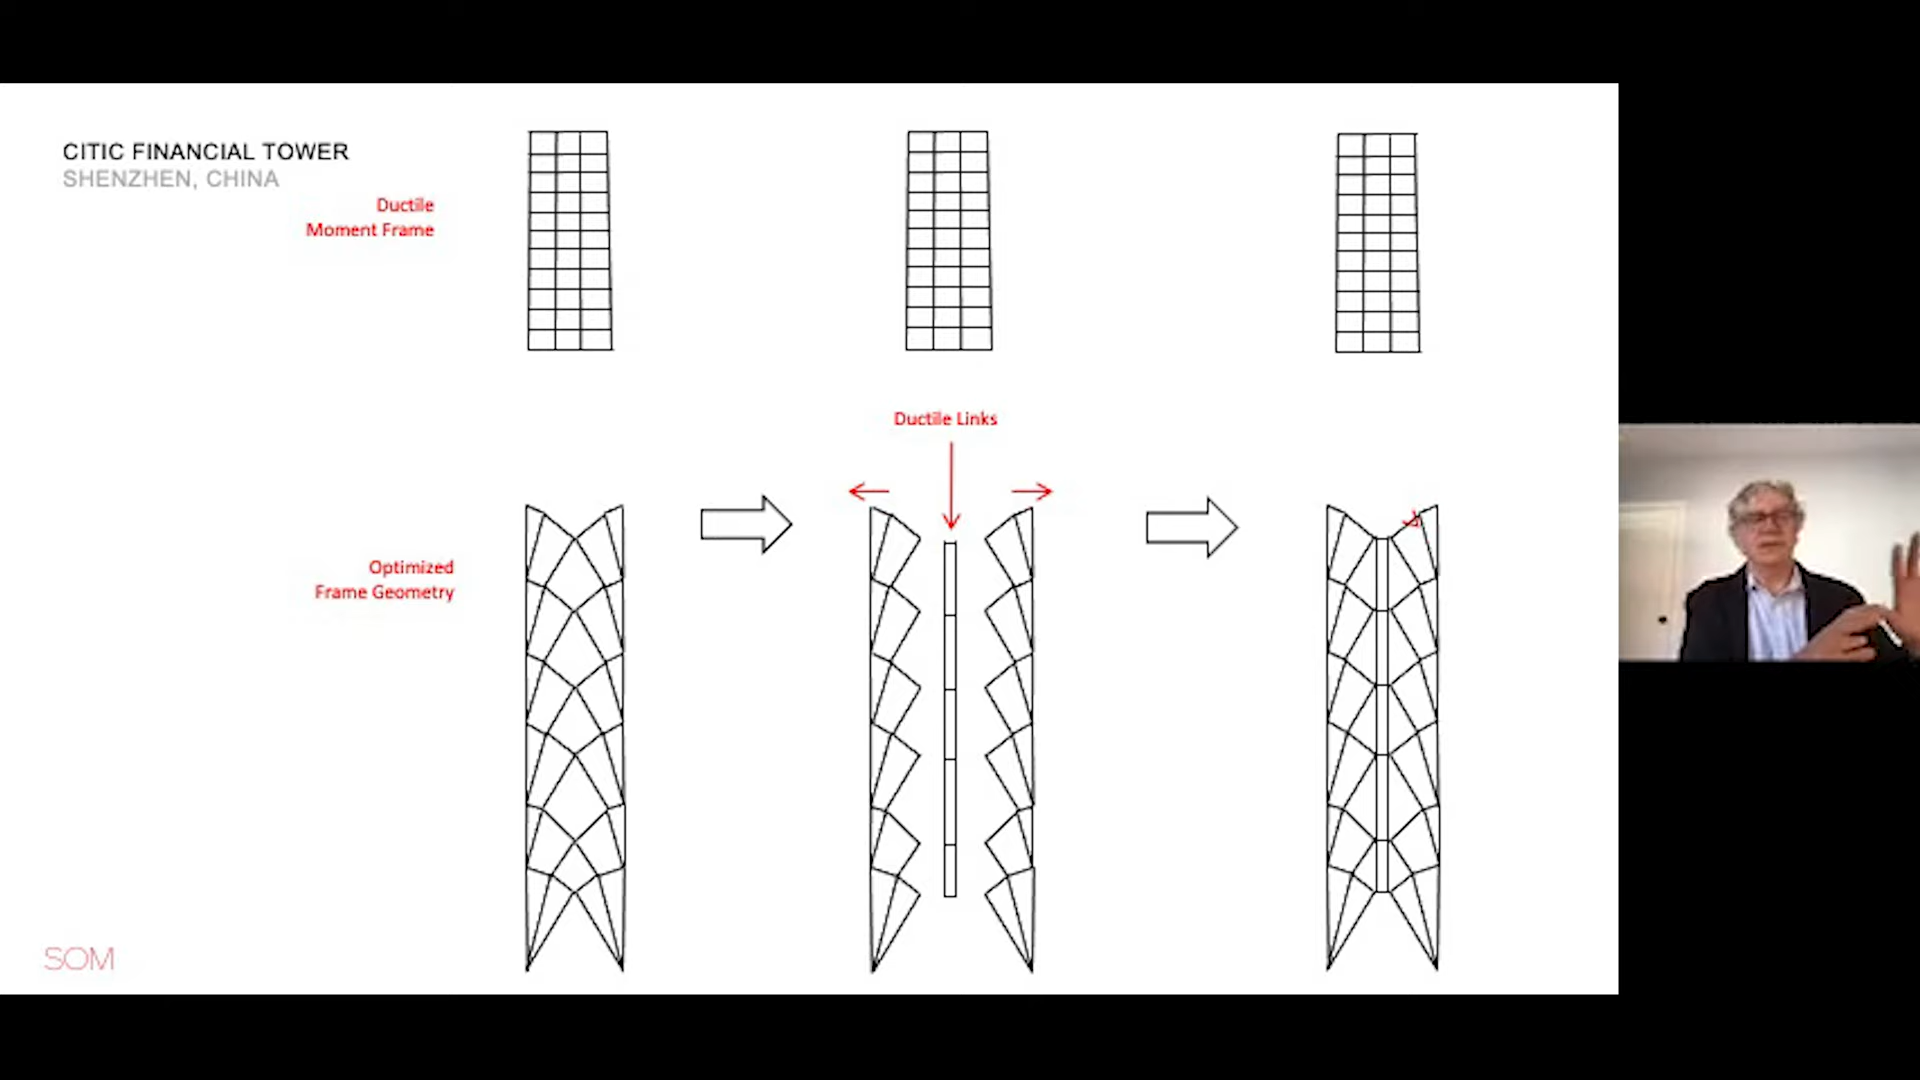 CITIC FINANCIAL TOWER
SHENZHEN, CHINA
Ductile
Moment Frame
Ductile Links
Optimized
Frame Geometry
SOM